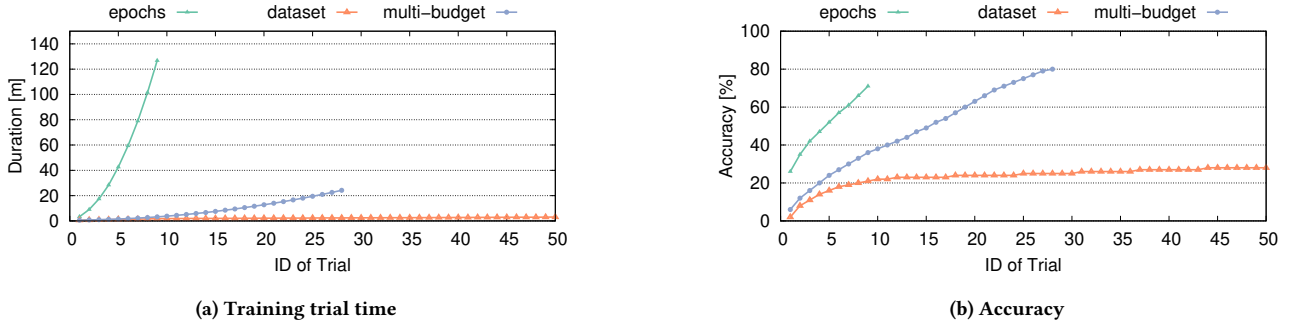 epochs dataset multi-budget
140
120
100
80
60
40
20
0
Duration [m]
0 5 10 15 20 25 30 35 40 45 50
ID of Trial
(a) Training trial time
epochs dataset multi-budget
100
80
60
40
20
0
Accuracy [%]
0 5 10 15 20 25 30 35 40 45 50
ID of Trial
(b) Accuracy